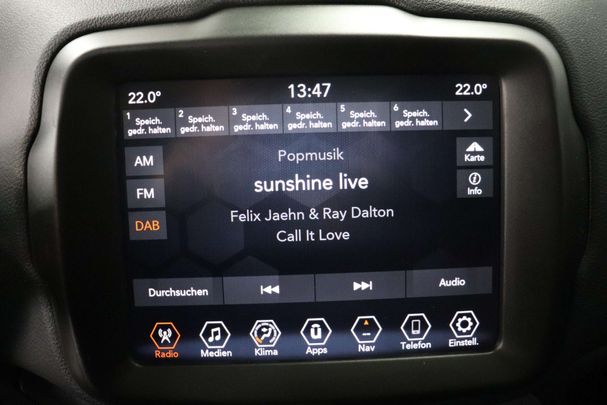 22.0° 13:47 22.0°
1 Speich. gedr. halten
2 Speich. gedr. halten
3 Speich. gedr. halten
4 Speich. gedr. halten
5 Speich. gedr. halten
6 Speich. gedr. halten
AM
FM
DAB
Popmusik
sunshine live
Felix Jaehn & Ray Dalton
Call It Love
Karte
Info
Durchsuchen
Audio
Radio
Medien
Klima
Apps
Nav
Telefon
Einstell.